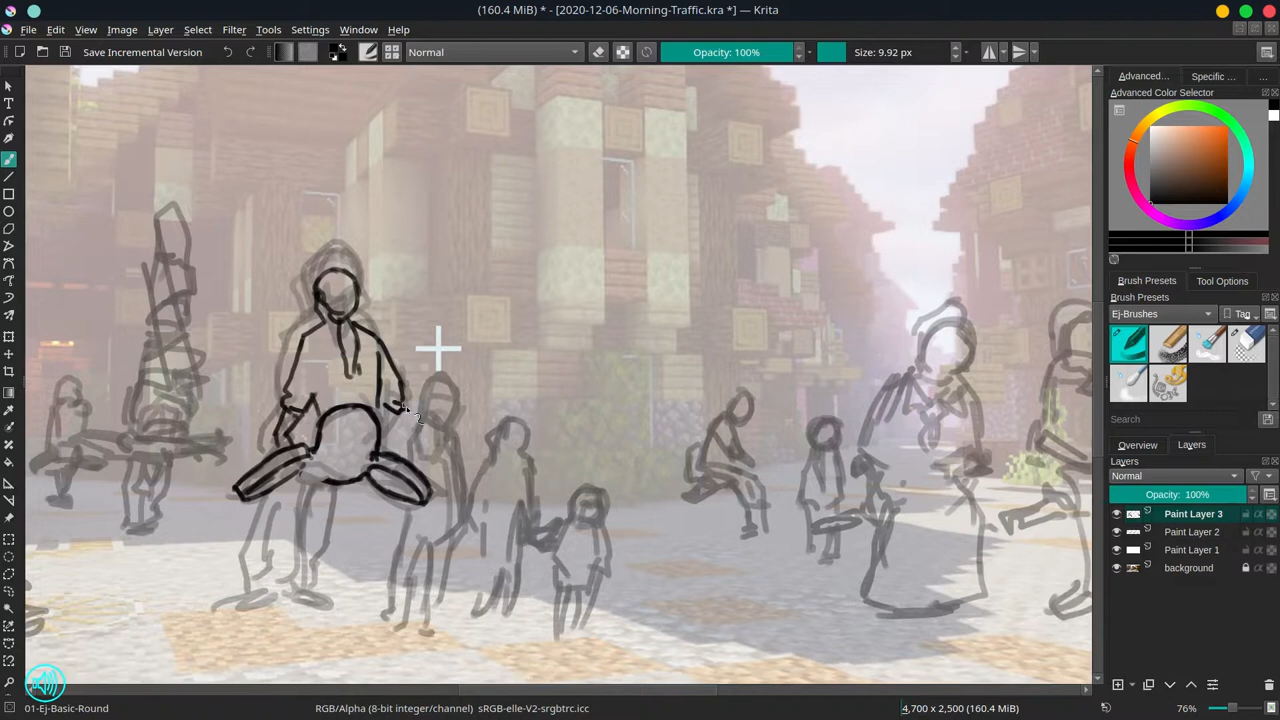 (160.4 MiB) * - [2020-12-06-Morning-Traffic.kra *] — Krita
File Edit View Image Layer Select Filter Tools Settings Window Help
Save Incremental Version Normal Opacity: 100% Size: 9.92 px
Advanced... Specific ... ...
Advanced Color Selector
Brush Presets Tool Options
Brush Presets
Ej-Brushes Tag
Search
Overview Layers
Layers
Normal
Opacity: 100%
Paint Layer 3
Paint Layer 2
Paint Layer 1
background
01-Ej-Basic-Round RGB/Alpha (8-bit integer/channel) sRGB-elle-V2-srgbtrc.icc 4,700 x 2,500 (160.4 MiB) 76%